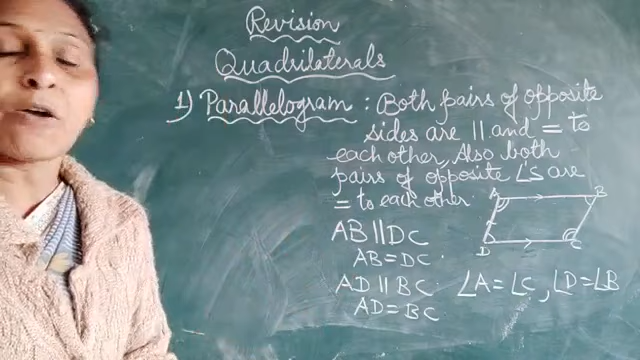 Revision
Quadrilaterals
1) Parallelogram : Both pairs of opposite
sides are || and = to
each other, Also both
pairs of opposite ∠'s are
= to each other.
A B
D C
AB || DC
AB = DC.
AD || BC.
AD = BC
∠A = ∠C, ∠D = ∠B